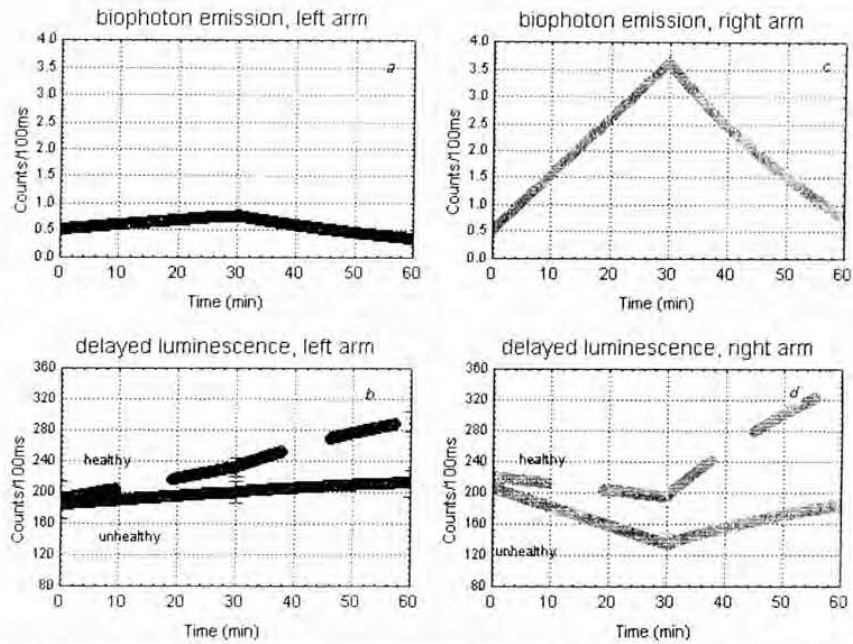 biophoton emission, left arm
4.0
3.5
3.0
2.5
2.0
1.5
1.0
0.5
0.0
Counts/100ms
a
0 10 20 30 40 50 60
Time (min)
biophoton emission, right arm
4.0
3.5
3.0
2.5
2.0
1.5
1.0
0.5
0.0
Counts/100ms
c
0 10 20 30 40 50 60
Time (min)
delayed luminescence, left arm
360
320
280
240
200
160
120
80
Counts/100ms
b
healthy
unhealthy
0 10 20 30 40 50 60
Time (min)
delayed luminescence, right arm
360
320
280
240
200
160
120
80
Counts/100ms
d
healthy
unhealthy
0 10 20 30 40 50 60
Time (min)